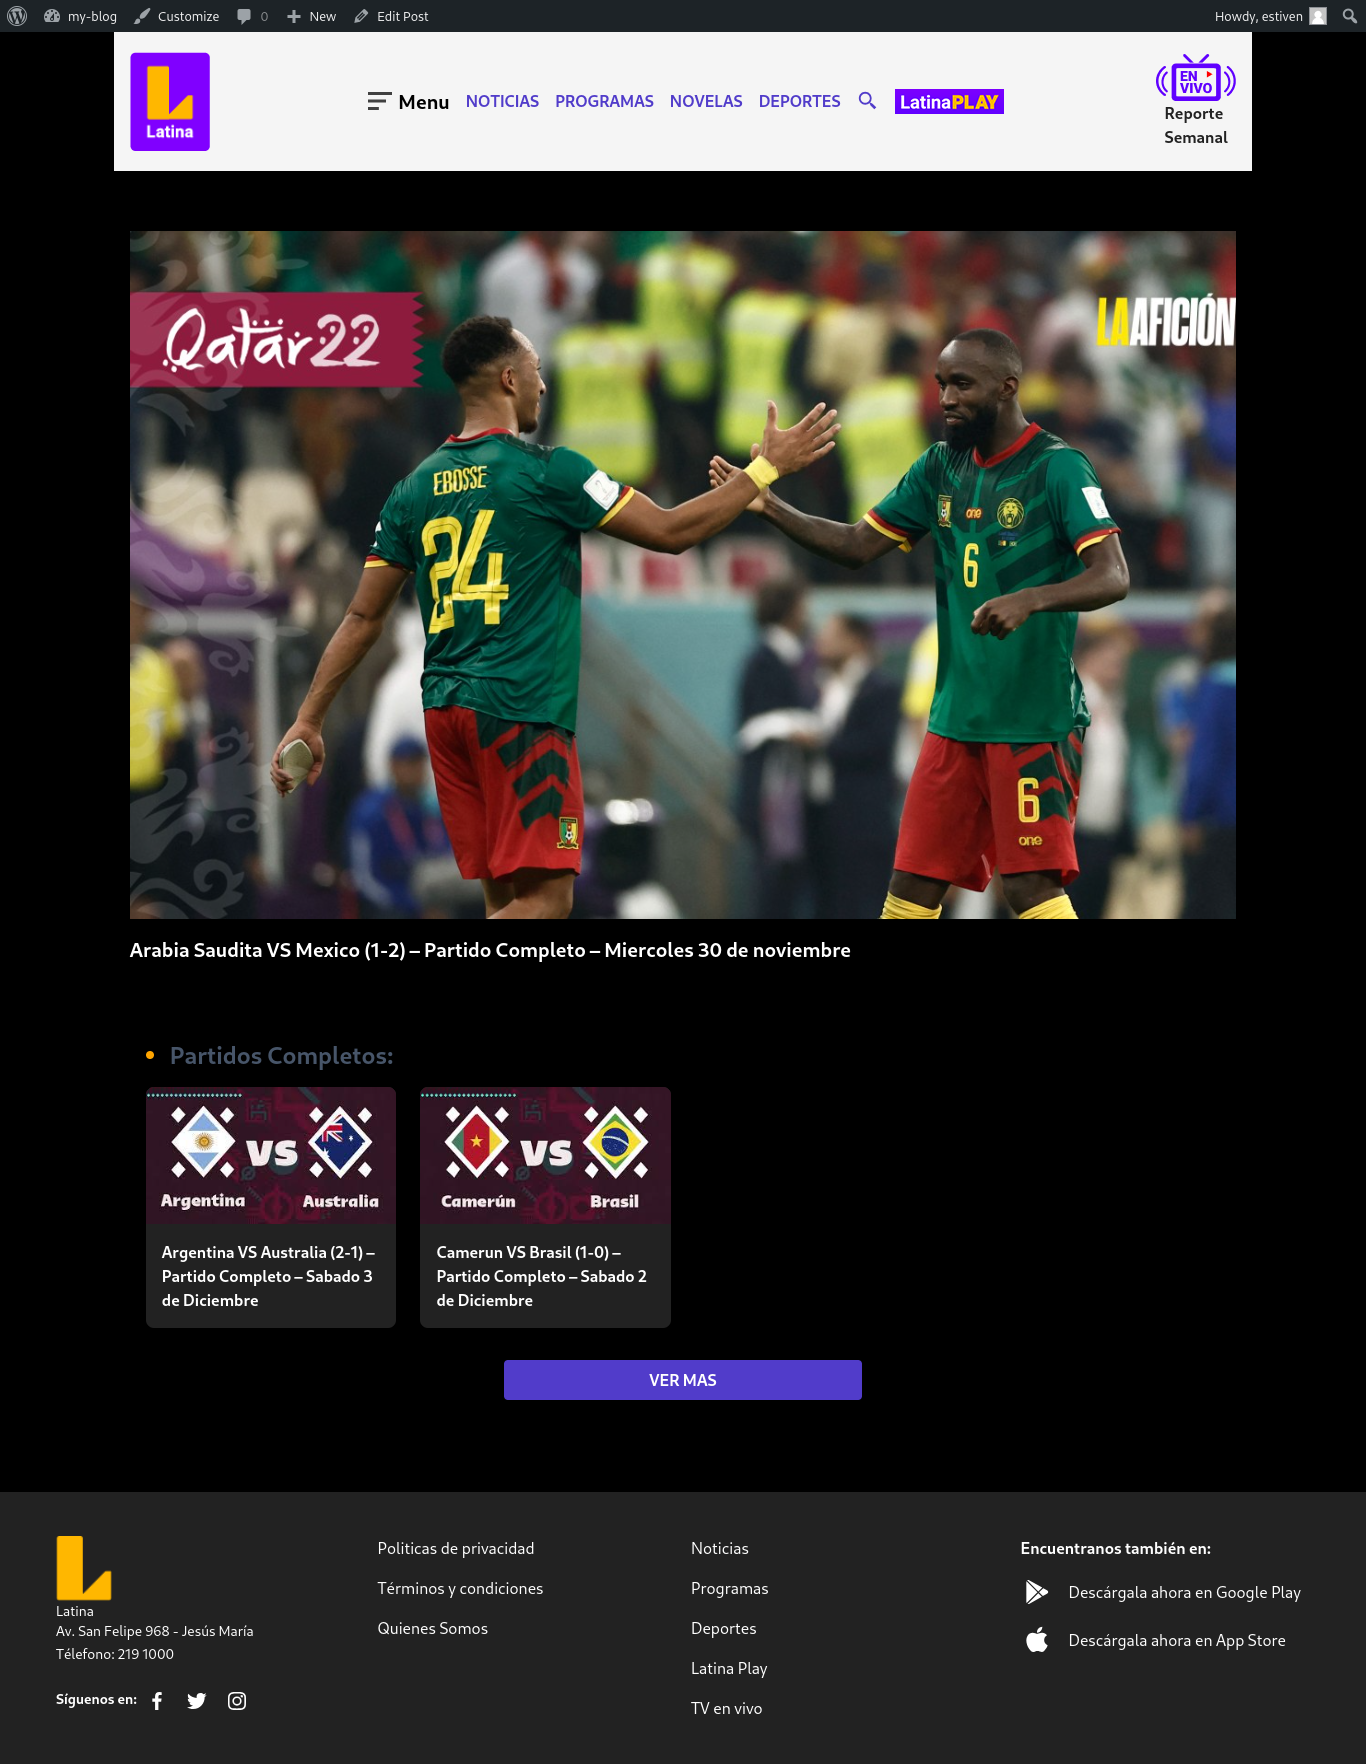 my-blog Customize 0 New Edit Post Howdy, estiven
Latina
Menu NOTICIAS PROGRAMAS NOVELAS DEPORTES LatinaPLAY
EN
VIVO
Reporte
Semanal
Qatar22
LAAFICIÓN
EBOSSE
24
2
one
6
6
one
Arabia Saudita VS Mexico (1-2) – Partido Completo – Miercoles 30 de noviembre
Partidos Completos:
VS
Argentina Australia
Argentina VS Australia (2-1) –
Partido Completo – Sabado 3
de Diciembre
VS
Camerún Brasil
Camerun VS Brasil (1-0) –
Partido Completo – Sabado 2
de Diciembre
VER MAS
Latina
Av. San Felipe 968 - Jesús María
Télefono: 219 1000
Síguenos en:
Politicas de privacidad
Términos y condiciones
Quienes Somos
Noticias
Programas
Deportes
Latina Play
TV en vivo
Encuentranos también en:
Descárgala ahora en Google Play
Descárgala ahora en App Store